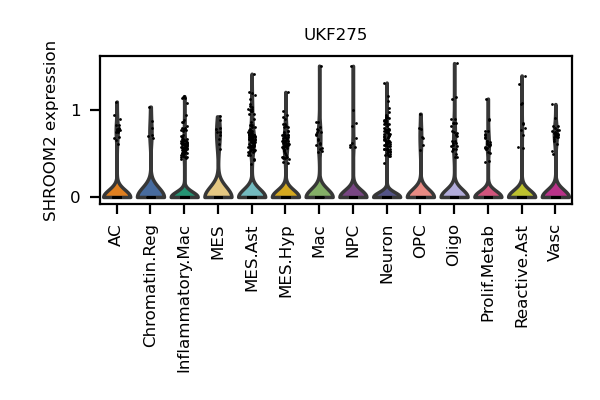 UKF275
SHROOM2 expression
1
0
AC
Chromatin.Reg
Inflammatory.Mac
MES
MES.Ast
MES.Hyp
Mac
NPC
Neuron
OPC
Oligo
Prolif.Metab
Reactive.Ast
Vasc